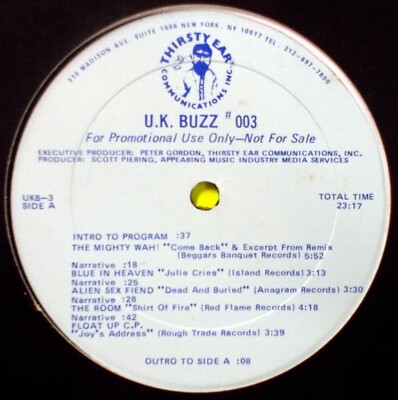 310 MADISON AVE. SUITE 1606 NEW YORK, NEW YORK, NY, 10017 TEL. 212-697-7800
THIRSTY EAR
COMMUNICATIONS INC.
U.K. BUZZ #003
For Promotional Use Only—Not For Sale
EXECUTIVE PRODUCER: PETER GORDON, THIRSTY EAR COMMUNICATIONS, INC.
PRODUCER: SCOTT PIERING, APPEARING MUSIC INDUSTRY MEDIA SERVICES
UKB-3
SIDE A
TOTAL TIME
23:17
INTRO TO PROGRAM :37
THE MIGHTY WAH! "Come Back" & Excerpt From Remix
(Beggars Banquet Records) 5:52
Narrative :18
BLUE IN HEAVEN "Julie Cries" (Island Records) 3:13
Narrative :25
ALIEN SEX FIEND "Dead And Buried" (Anagram Records) 3:30
Narrative :28
THE ROOM "Shirt Of Fire" (Red Flame Records) 4:18
Narrative :42
FLOAT UP C.P.
"Joy's Address" (Rough Trade Records) 3:39
OUTRO TO SIDE A :08